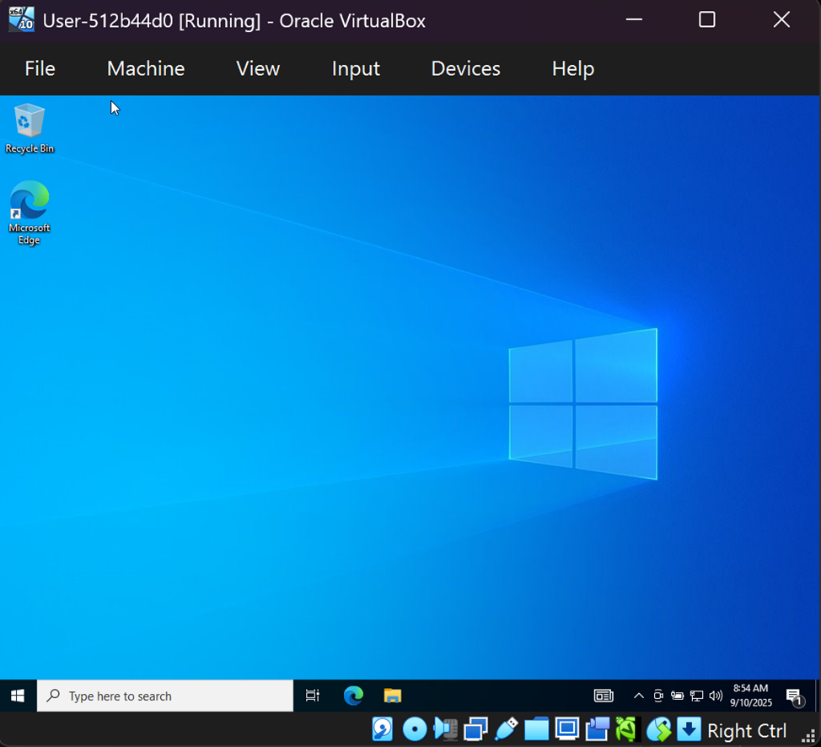 User-512b44d0 [Running] - Oracle VirtualBox
File Machine View Input Devices Help
Recycle Bin
Microsoft
Edge
Type here to search
8:54 AM
9/10/2025
1
Right Ctrl